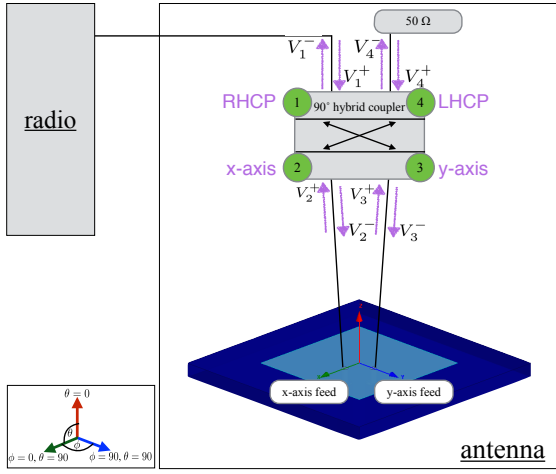 50 Ω
V₁⁻
V₄⁻
V₁⁺
V₄⁺
RHCP
1
90˚ hybrid coupler
4
LHCP
radio
x-axis
2
3
y-axis
V₂⁺
V₃⁺
V₂⁻
V₃⁻
z
x-axis feed
y-axis feed
θ = 0
θ
ϕ
ϕ = 0, θ = 90
ϕ = 90, θ = 90
antenna